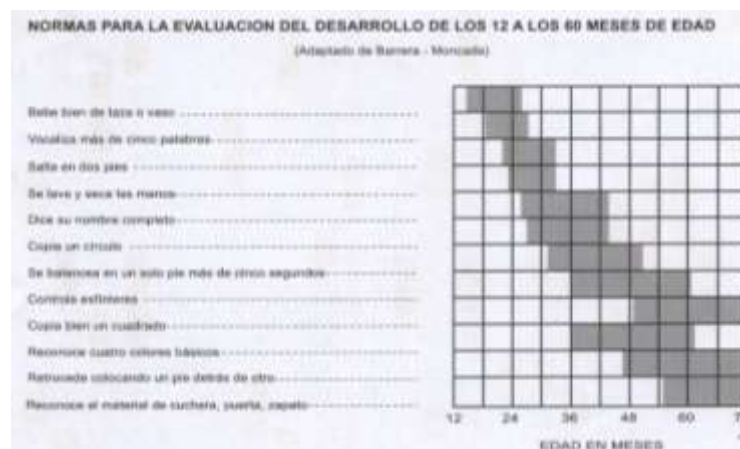 NORMAS PARA LA EVALUACION DEL DESARROLLO DE LOS 12 A LOS 60 MESES DE EDAD
(Adaptado de Barrera - Moncada)
Bebe bien de taza o vaso
Vocaliza más de cinco palabras
Salta en dos pies
Se lava y seca las manos
Dice su nombre completo
Copia un círculo
Se balancea en un solo pie más de cinco segundos
Controla esfínteres
Copia bien un cuadrado
Reconoce cuatro colores básicos
Retrocede colocando un pie detrás de otro
Reconoce el material de cuchara, puerta, zapato
12 24 36 48 60
EDAD EN MESES